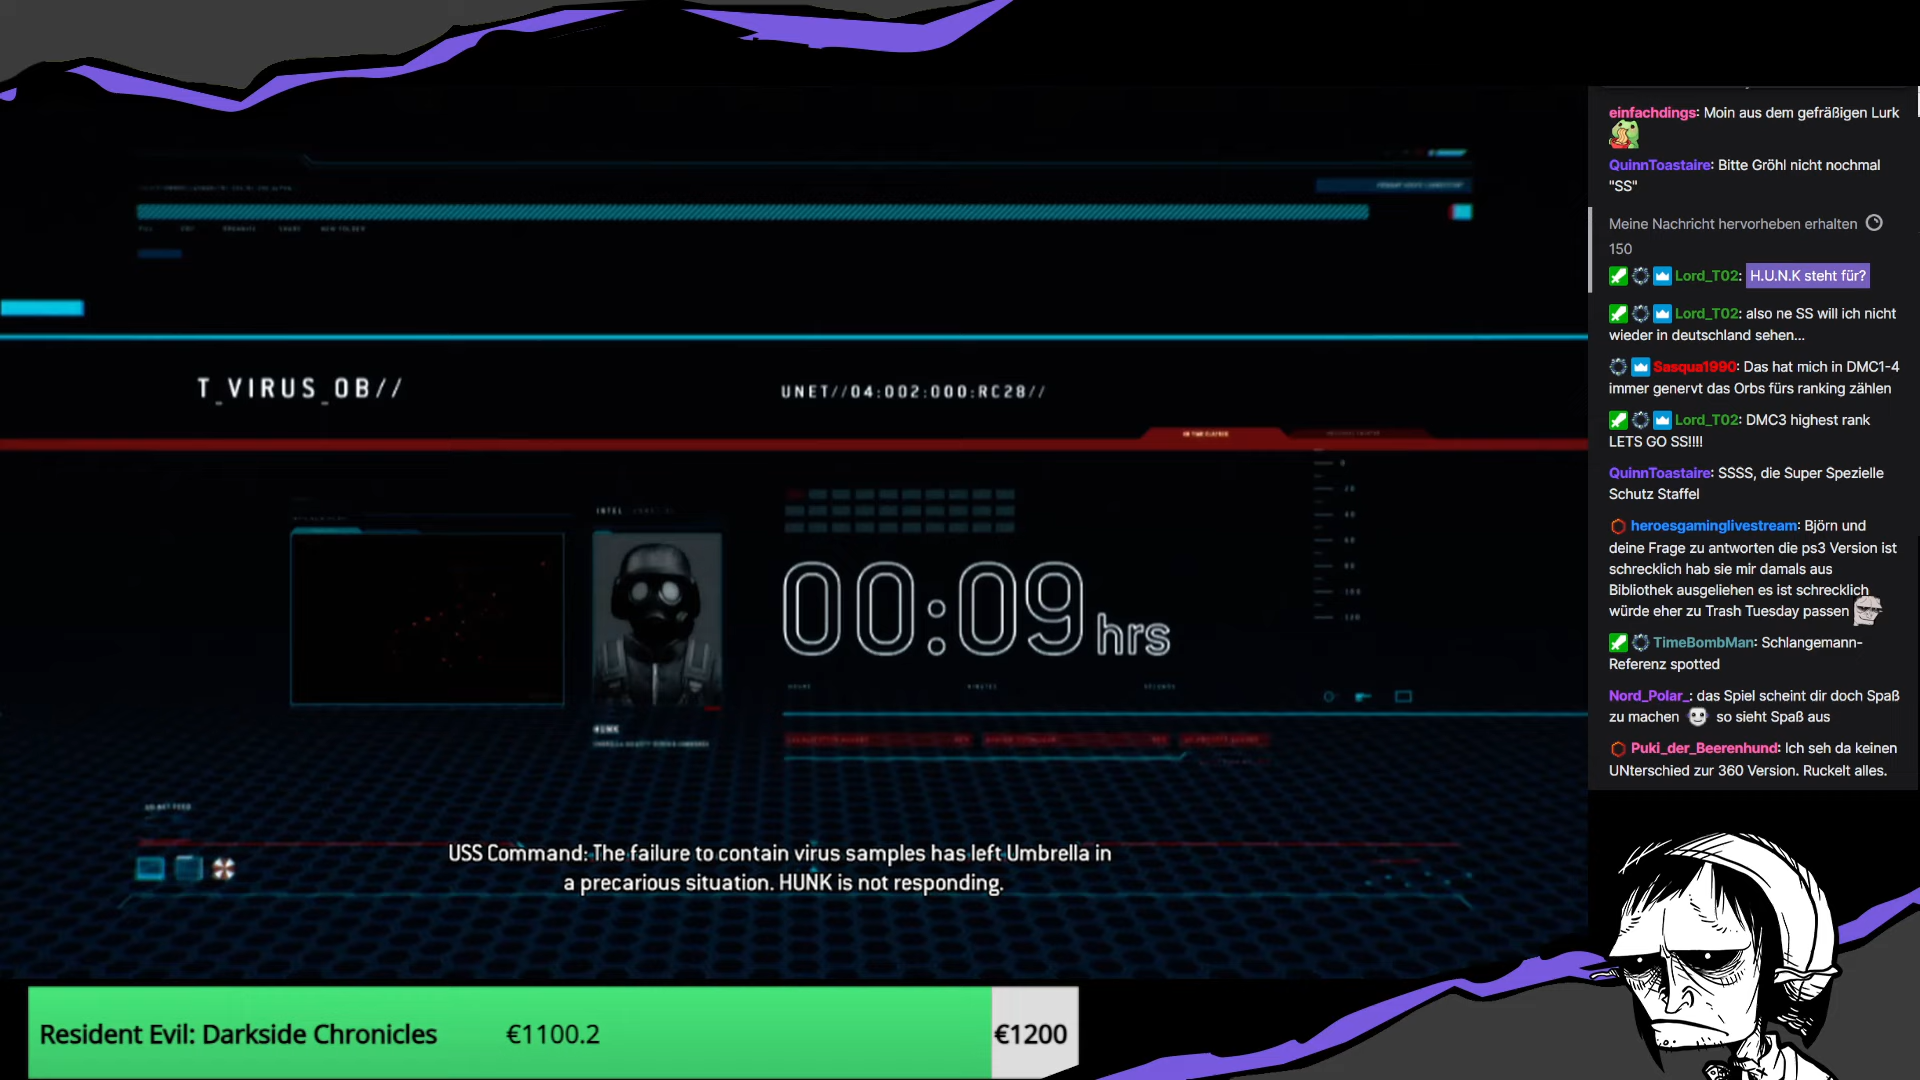 einfachdings: Moin aus dem gefräßigen Lurk
QuinnToastaire: Bitte Gröhl nicht nochmal
"SS"
Meine Nachricht hervorheben erhalten
150
Lord_T02: H.U.N.K steht für?
Lord_T02: also ne SS will ich nicht
wieder in deutschland sehen...
Sasqua1990: Das hat mich in DMC1-4
immer genervt das Orbs fürs ranking zählen
Lord_T02: DMC3 highest rank
LETS GO SS!!!!
QuinnToastaire: SSSS, die Super Spezielle
Schutz Staffel
heroesgaminglivestream: Björn und
deine Frage zu antworten die ps3 Version ist
schrecklich hab sie mir damals aus
Bibliothek ausgeliehen es ist schrecklich
würde eher zu Trash Tuesday passen
TimeBombMan: Schlangemann-
Referenz spotted
Nord_Polar_: das Spiel scheint dir doch Spaß
zu machen so sieht Spaß aus
Puki_der_Beerenhund: Ich seh da keinen
UNterschied zur 360 Version. Ruckelt alles.
T_VIRUS_OB//
UNET//04:002:000:RC28//
INTEL
00:09 hrs
HOURS
MINUTES
SECONDS
HUNK
USS Command: The failure to contain virus samples has left Umbrella in
a precarious situation. HUNK is not responding.
Resident Evil: Darkside Chronicles €1100.2 €1200